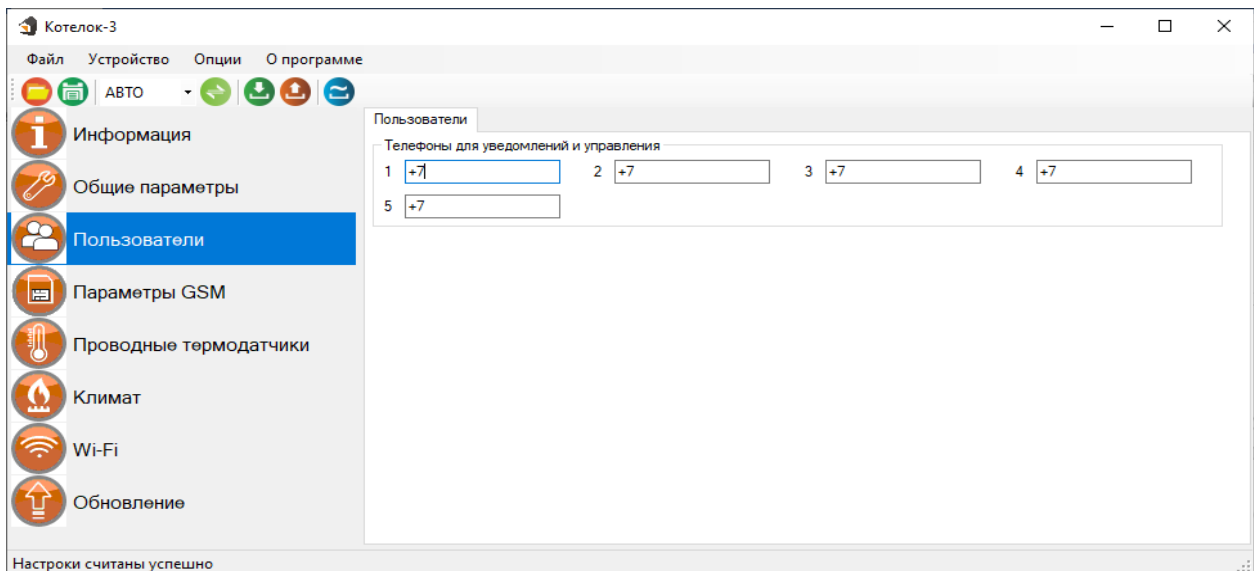 Котелок-3
Файл Устройство Опции О программе
АВТО
Информация
Общие параметры
Пользователи
Параметры GSM
Проводные термодатчики
Климат
Wi-Fi
Обновление
Пользователи
Телефоны для уведомлений и управления
1 +7 2 +7 3 +7 4 +7
5 +7
Настроки считаны успешно